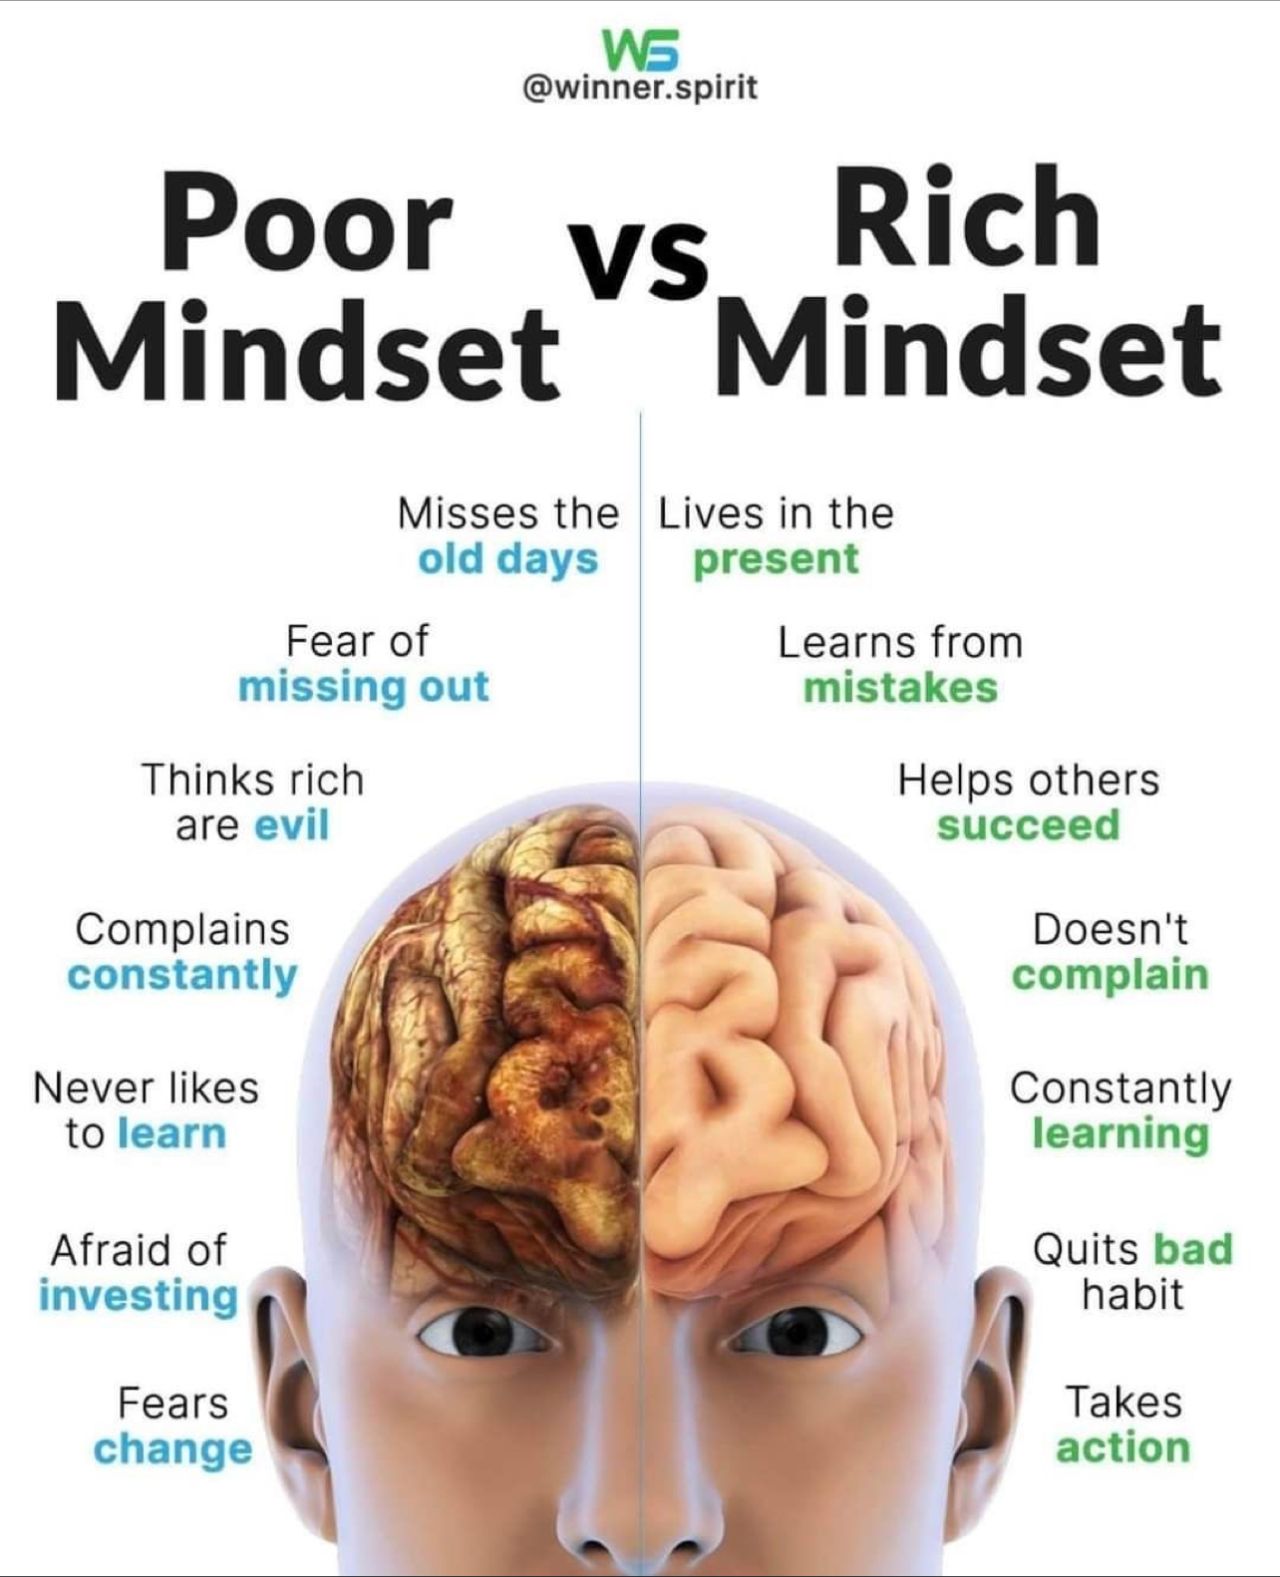 WS
@winner.spirit
Poor
Mindset
vs
Rich
Mindset
Misses the
old days
Lives in the
present
Fear of
missing out
Learns from
mistakes
Thinks rich
are evil
Helps others
succeed
Complains
constantly
Doesn't
complain
Never likes
to learn
Constantly
learning
Afraid of
investing
Quits bad
habit
Fears
change
Takes
action